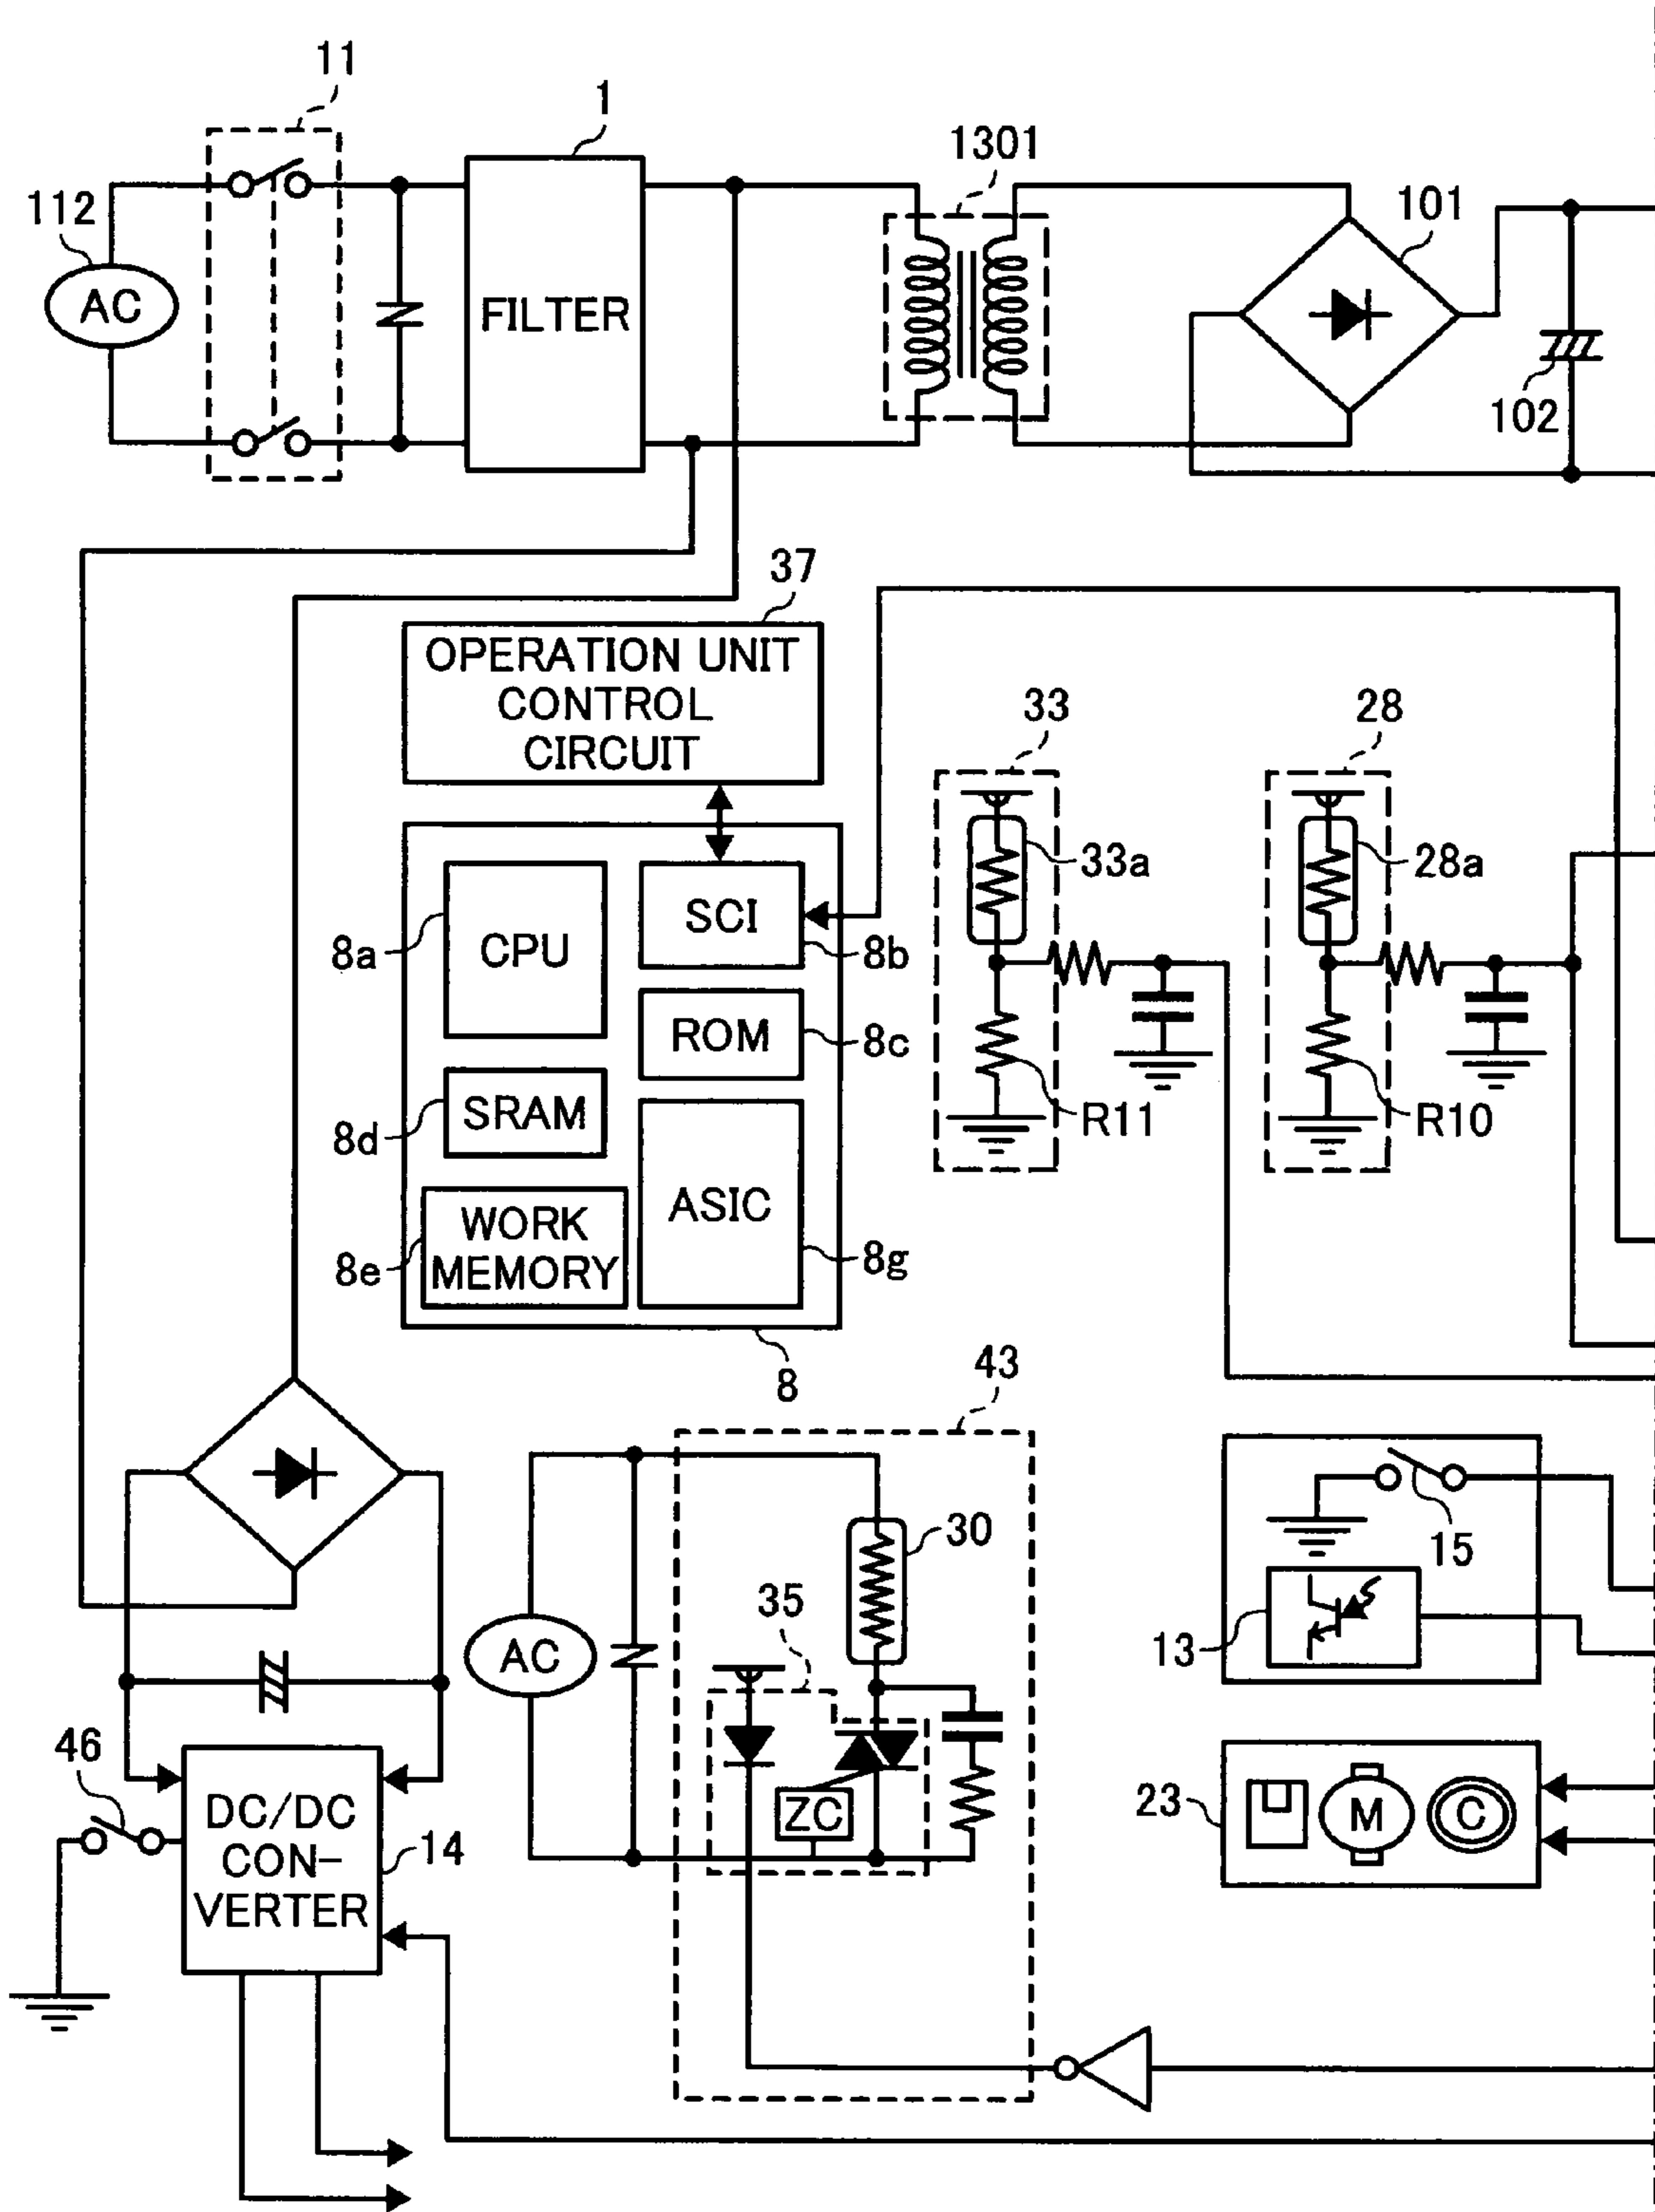 11
1
1301
112
101
AC
FILTER
102
37
OPERATION UNIT
CONTROL
CIRCUIT
33
28
33a
28a
SCI
CPU
8a
8b
ROM
8c
SRAM
8d
R11
R10
ASIC
WORK
MEMORY
8e
8g
8
43
30
15
35
AC
13
46
ZC
23
M
C
DC/DC
CON-
VERTER
14